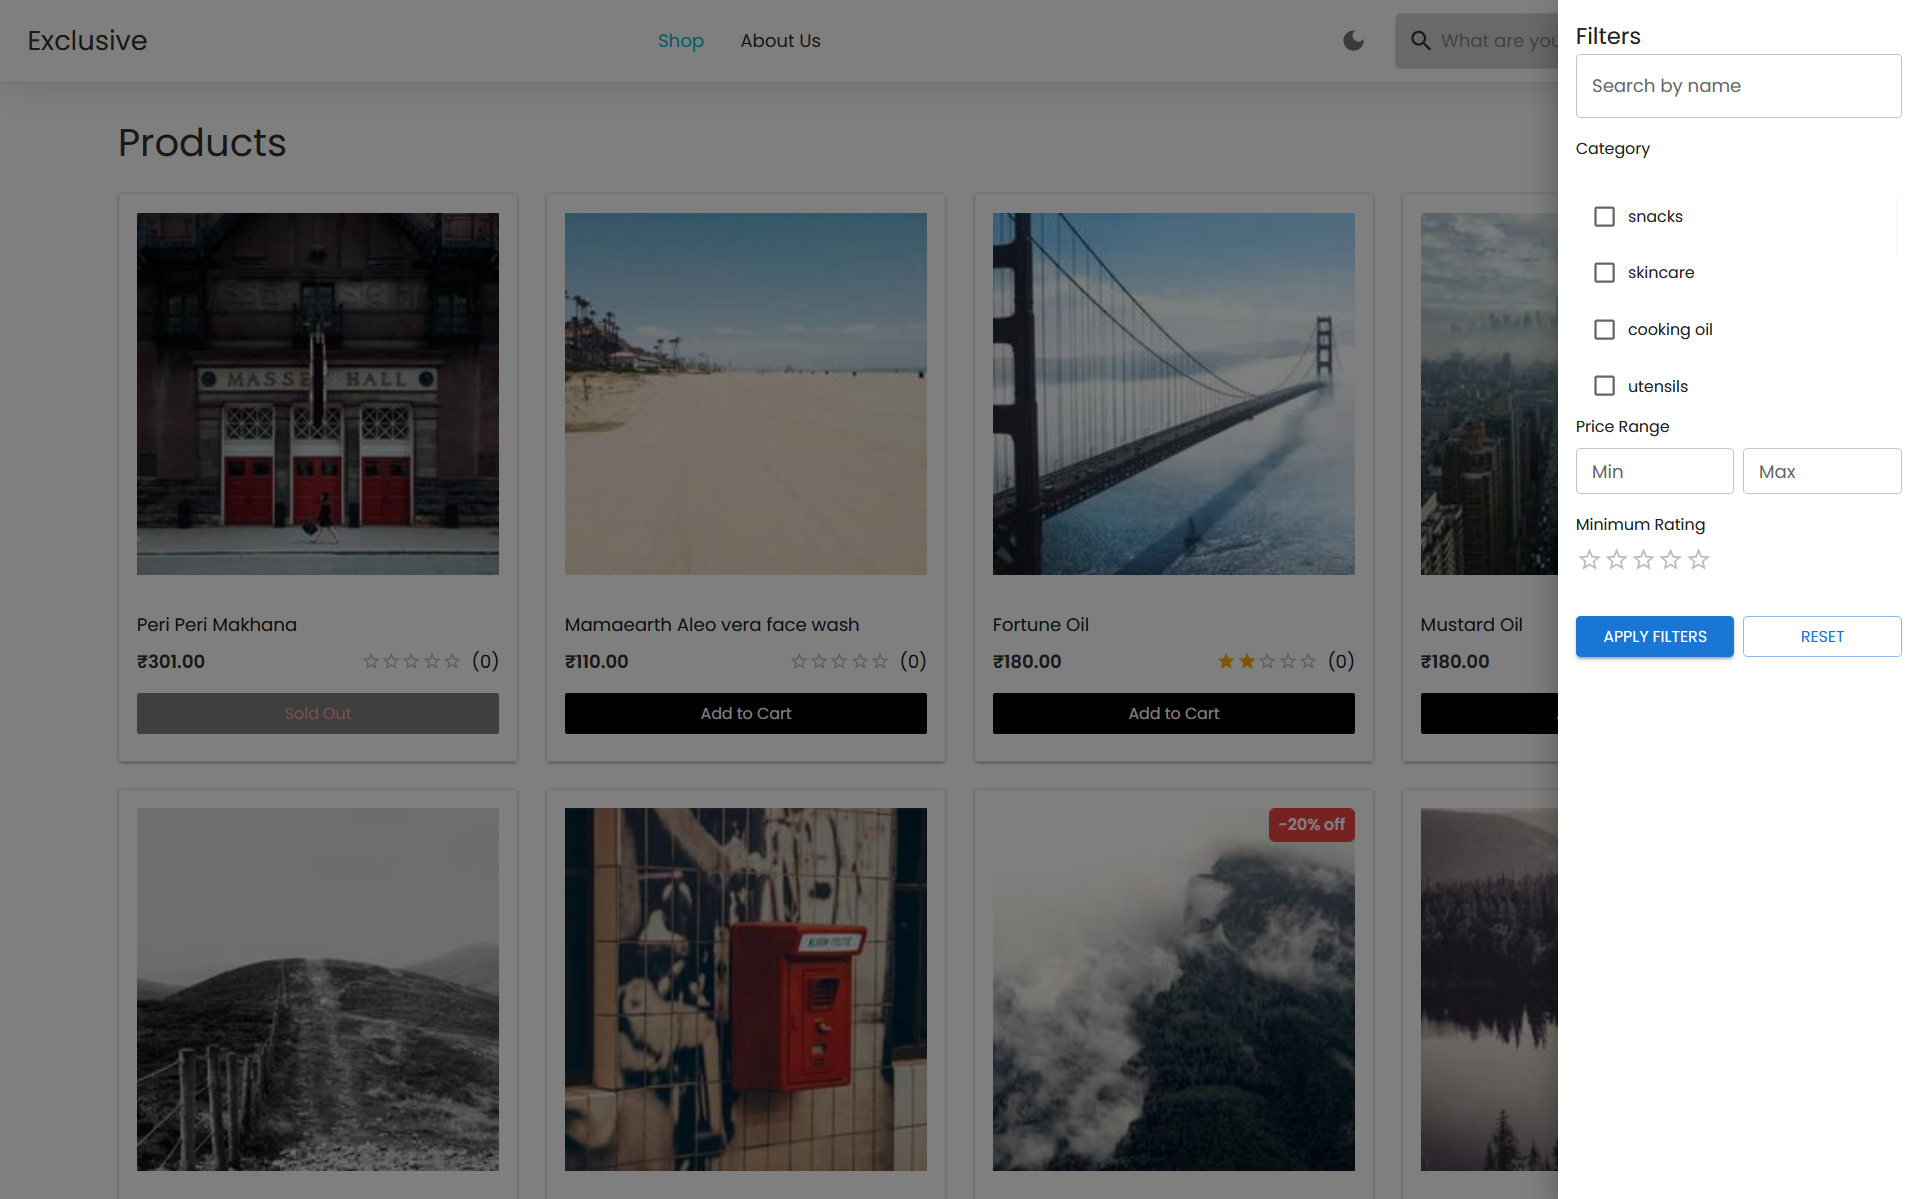 Exclusive
Shop
About Us
What are you
Products
MASSEY HALL
Peri Peri Makhana
₹301.00
(0)
Sold Out
Mamaearth Aleo vera face wash
₹110.00
(0)
Add to Cart
Fortune Oil
₹180.00
(0)
Add to Cart
Mustard Oil
₹180.00
-20% off
Filters
Search by name
Category
snacks
skincare
cooking oil
utensils
Price Range
Min
Max
Minimum Rating
APPLY FILTERS
RESET